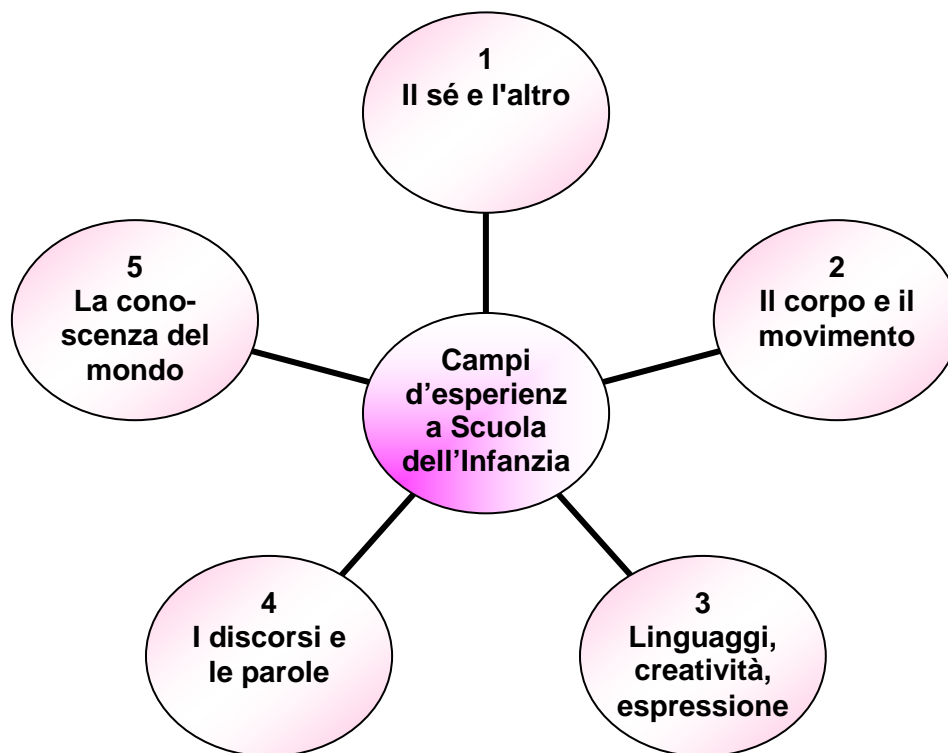 1
Il sé e l'altro
2
Il corpo e il
movimento
3
Linguaggi,
creatività,
espressione
4
I discorsi e
le parole
5
La cono-
scenza del
mondo
Campi
d’esperienz
a Scuola
dell’Infanzia